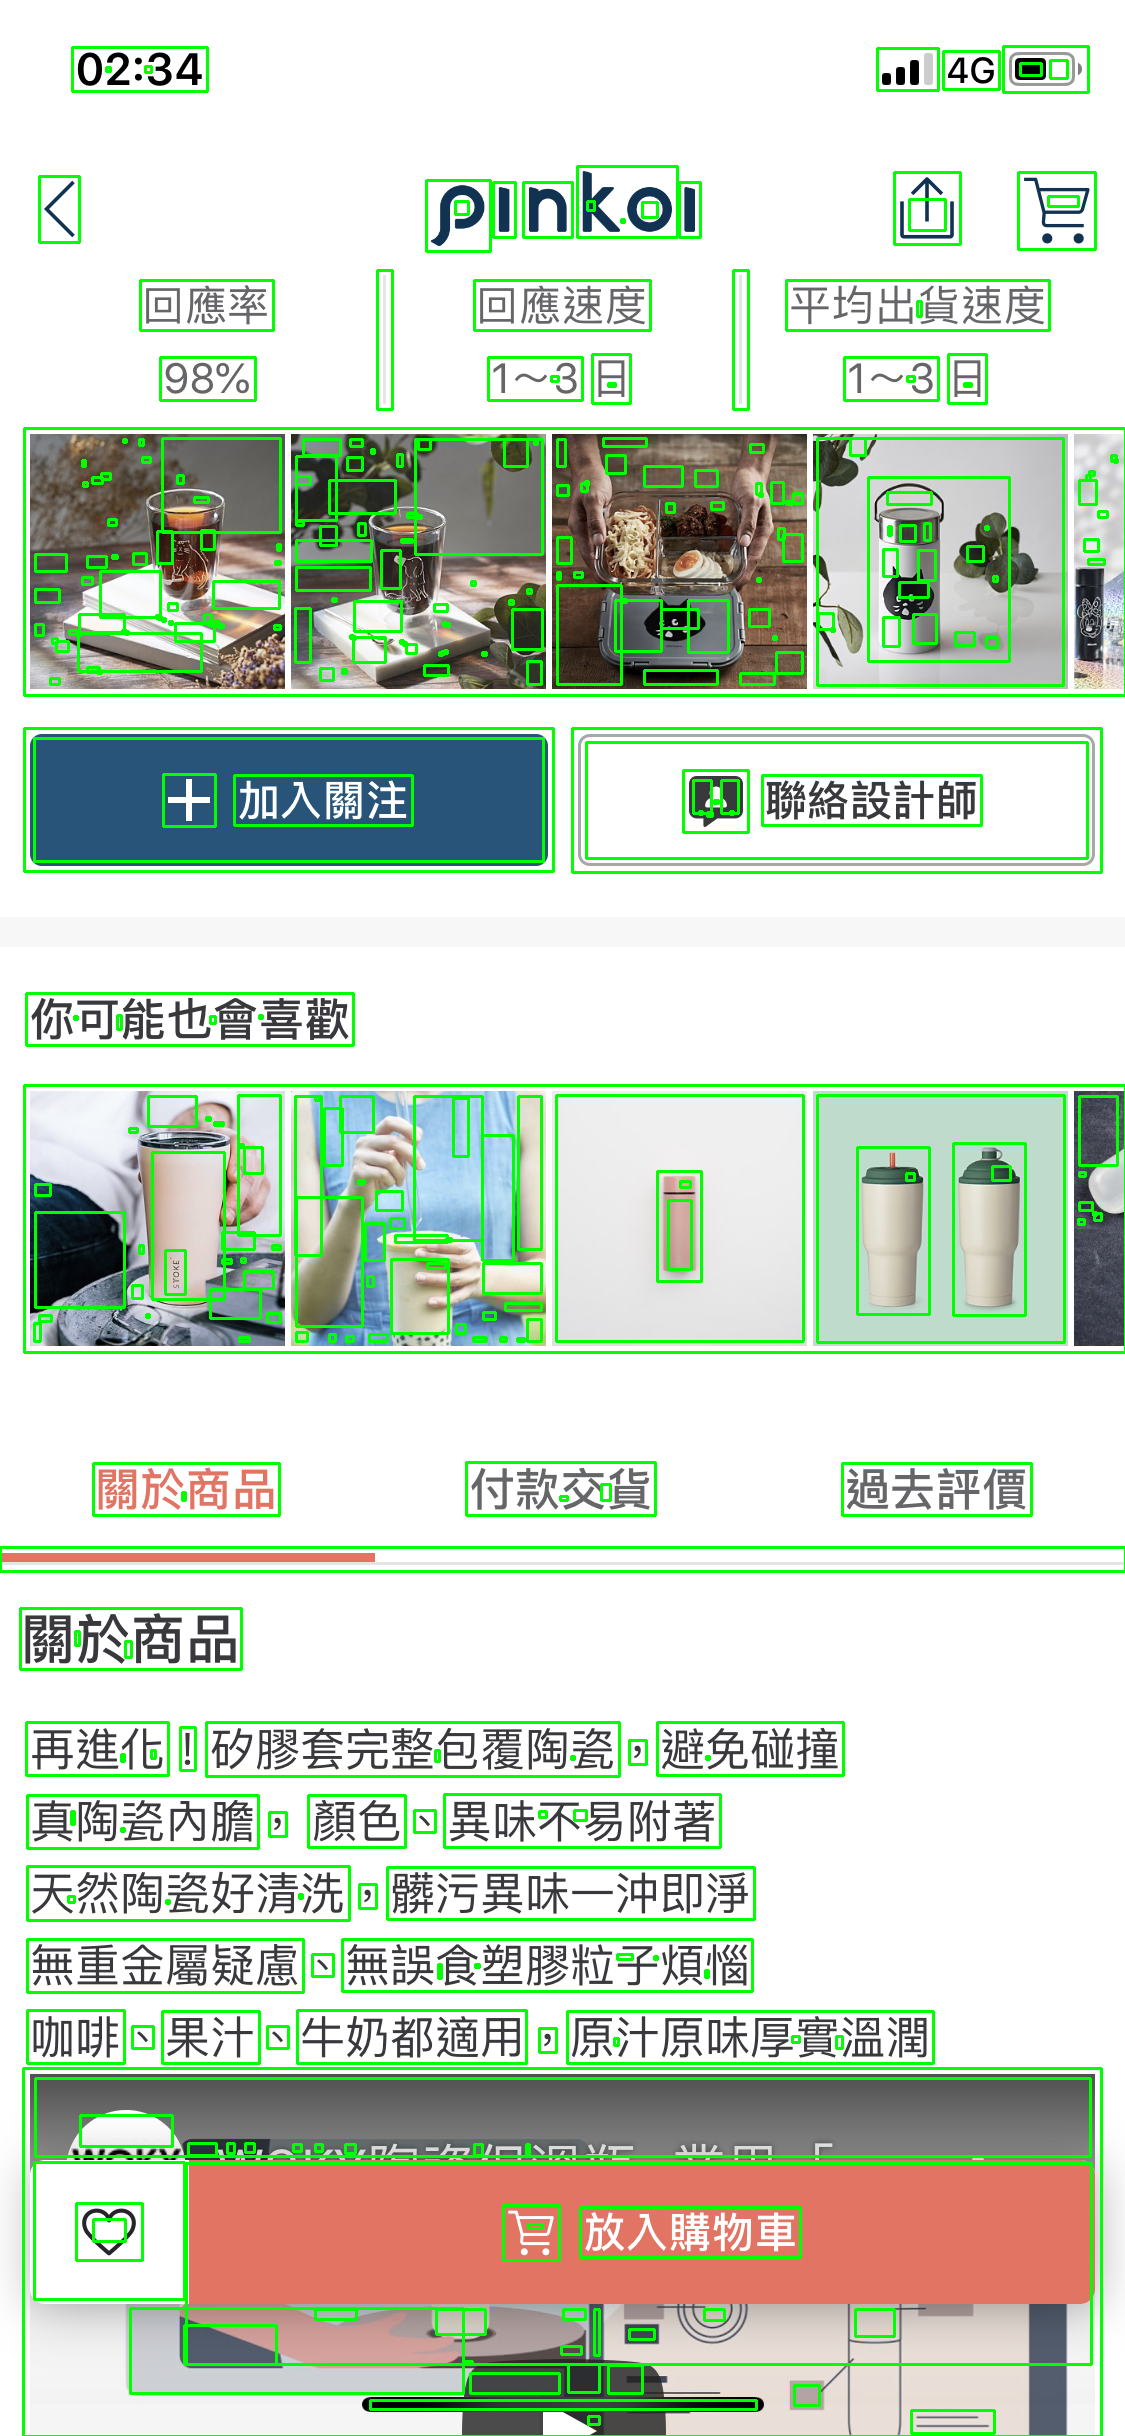 02:34 4G
pinkoi
回應率 回應速度 平均出貨速度
98% 1～3 日 1～3 日
加入關注 聯絡設計師
你可能也會喜歡
STOKE
關於商品 付款交貨 過去評價
關於商品
再進化！矽膠套完整包覆陶瓷，避免碰撞
真陶瓷內膽，顏色、異味不易附著
天然陶瓷好清洗，髒污異味一沖即淨
無重金屬疑慮、無誤食塑膠粒子煩惱
咖啡、果汁、牛奶都適用，原汁原味厚實溫潤
放入購物車